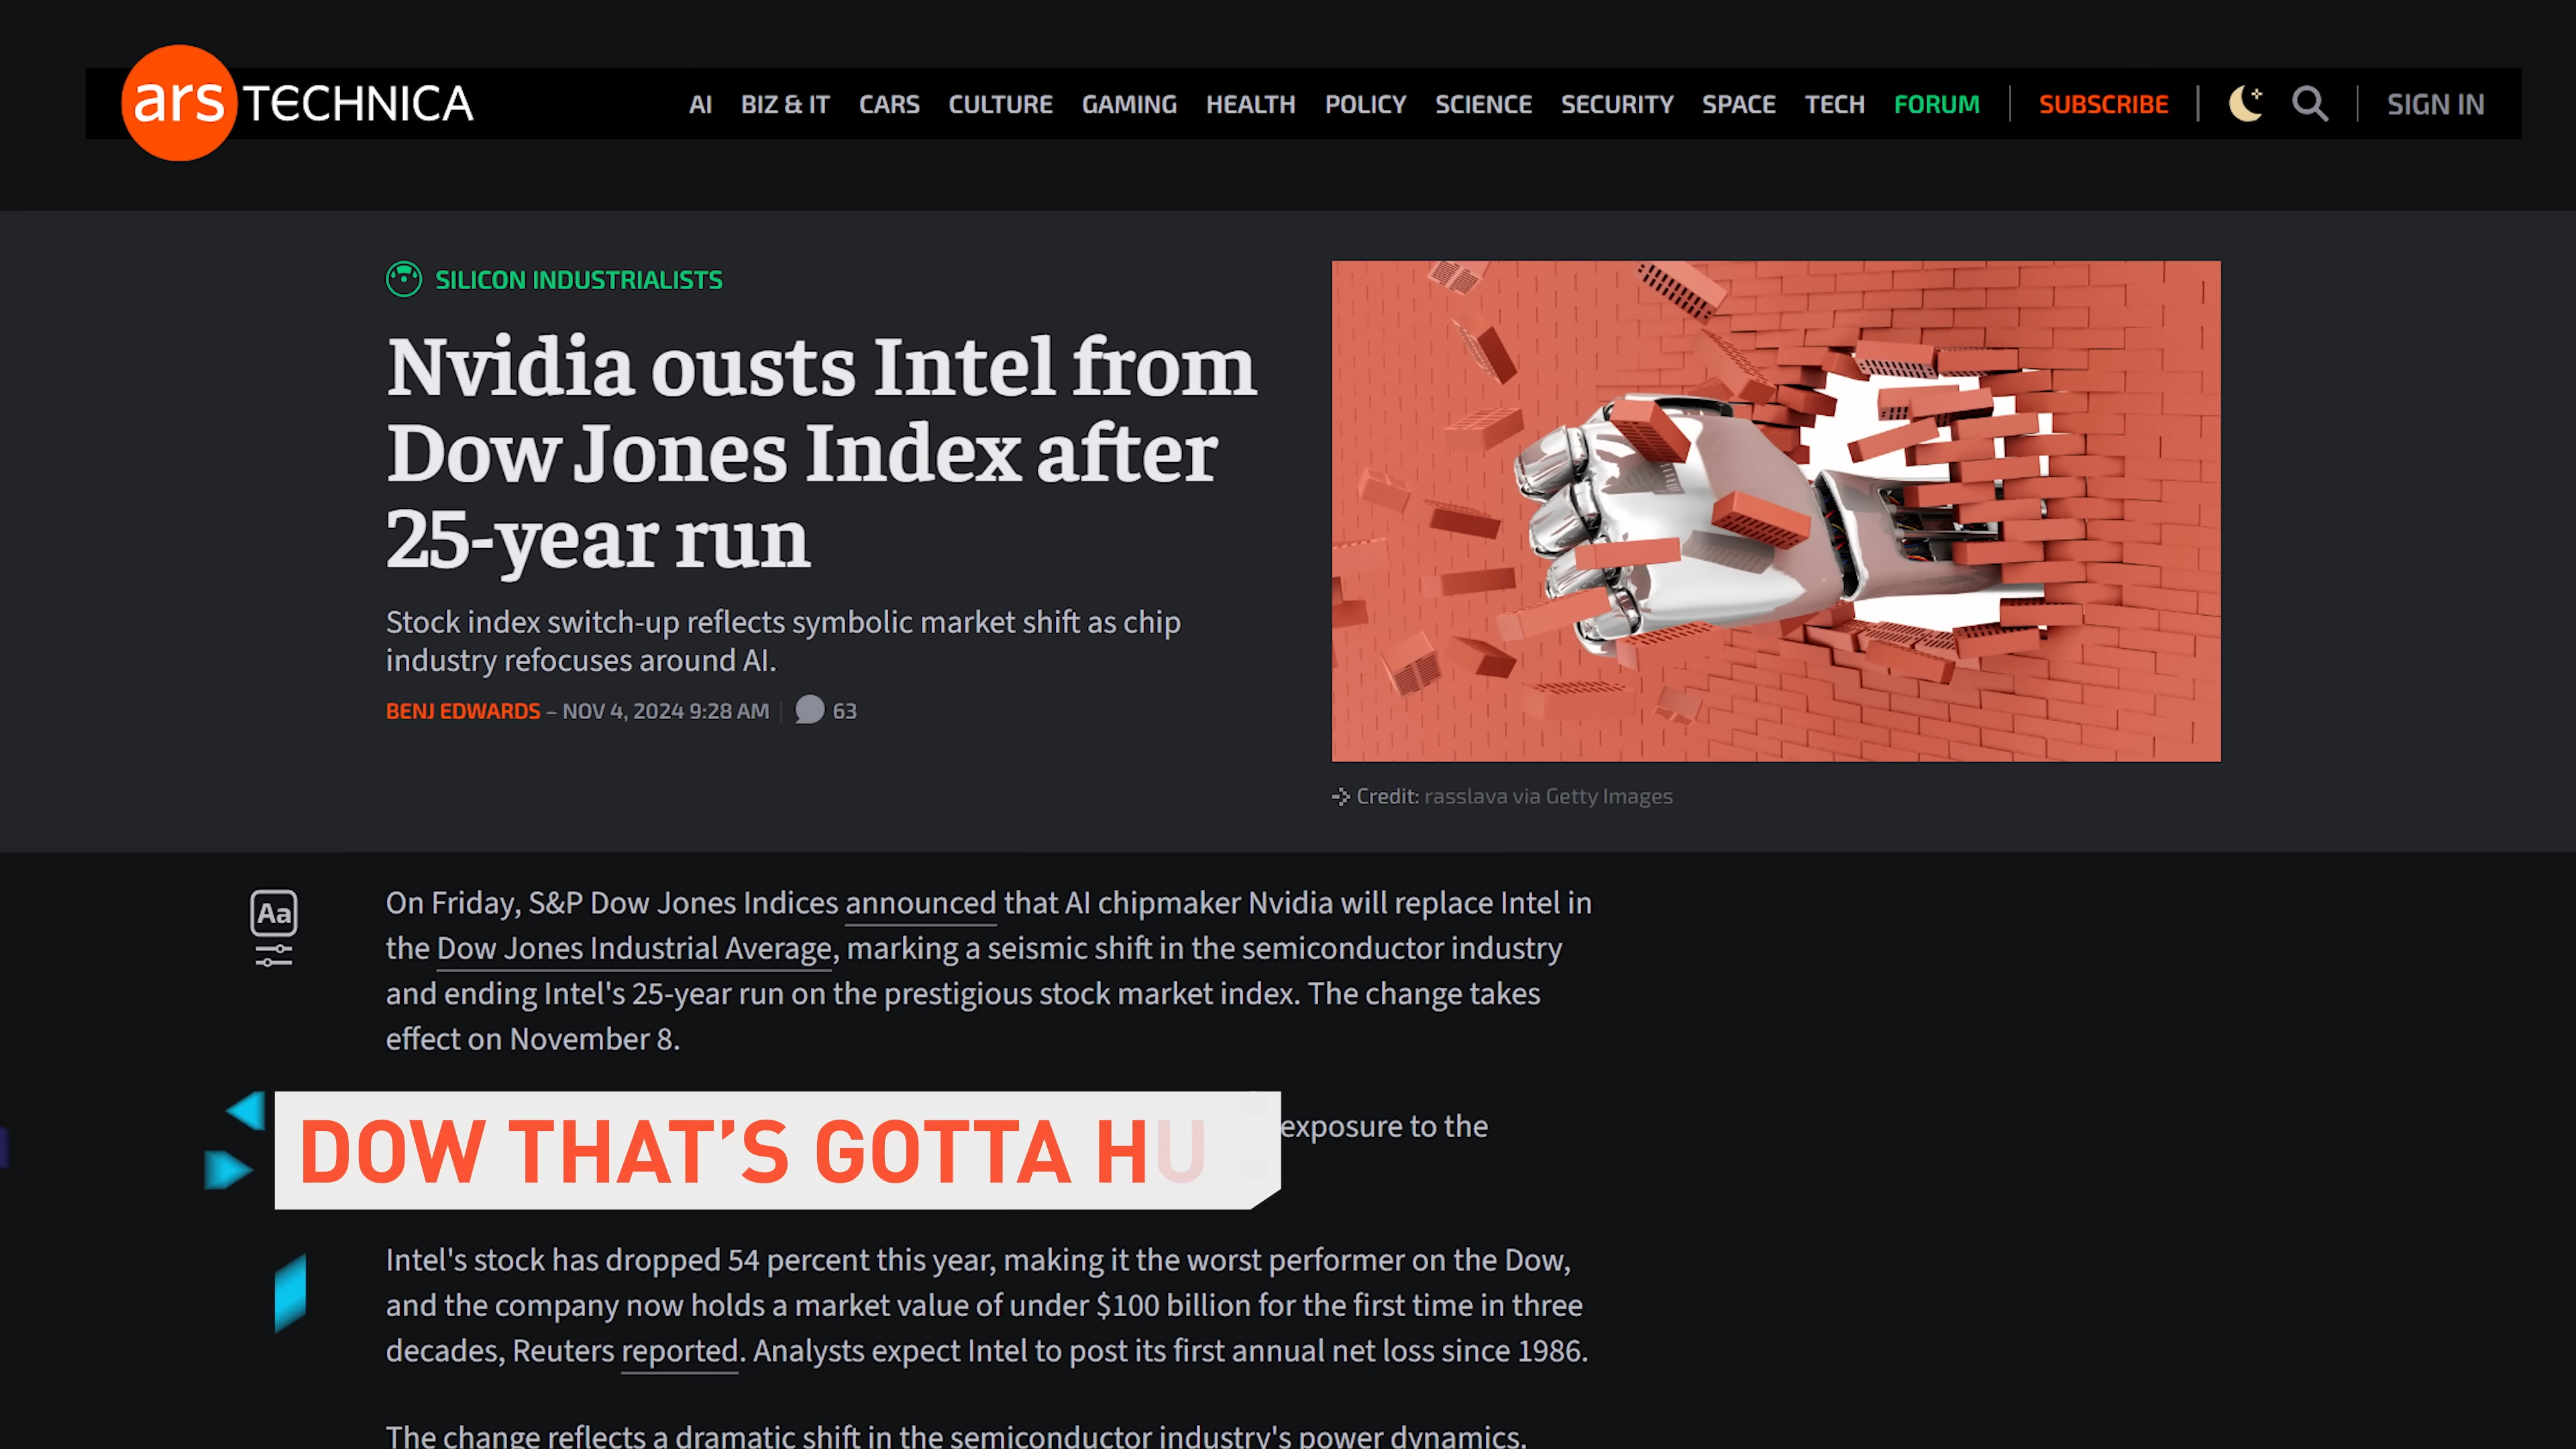 ars TECHNICA
AI BIZ & IT CARS CULTURE GAMING HEALTH POLICY SCIENCE SECURITY SPACE TECH FORUM SUBSCRIBE SIGN IN
SILICON INDUSTRIALISTS
Nvidia ousts Intel from
Dow Jones Index after
25-year run
Stock index switch-up reflects symbolic market shift as chip
industry refocuses around AI.
BENJ EDWARDS – NOV 4, 2024 9:28 AM 63
Credit: rasslava via Getty Images
Aa
On Friday, S&P Dow Jones Indices announced that AI chipmaker Nvidia will replace Intel in
the Dow Jones Industrial Average, marking a seismic shift in the semiconductor industry
and ending Intel's 25-year run on the prestigious stock market index. The change takes
effect on November 8.
exposure to the
DOW THAT'S GOTTA HU
Intel's stock has dropped 54 percent this year, making it the worst performer on the Dow,
and the company now holds a market value of under $100 billion for the first time in three
decades, Reuters reported. Analysts expect Intel to post its first annual net loss since 1986.
The change reflects a dramatic shift in the semiconductor industry's power dynamics.